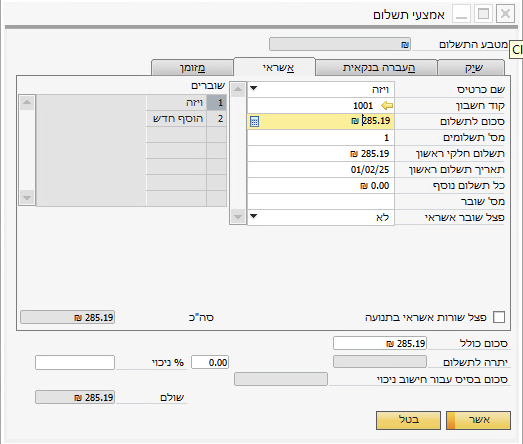 אמצעי תשלום
מטבע התשלום ₪
CI
שיק העברה בנקאית אשראי מזומן
שוברים
1 ויזה
2 הוסף חדש
שם כרטיס ויזה
קוד חשבון 1001
סכום לתשלום 285.19 ₪
מס' תשלומים 1
תשלום חלקי ראשון 285.19 ₪
תאריך תשלום ראשון 01/02/25
כל תשלום נוסף 0.00 ₪
מס' שובר
פצל שובר אשראי לא
פצל שורות אשראי בתנועה
סה"כ 285.19 ₪
סכום כולל 285.19 ₪
יתרה לתשלום
0.00 % ניכוי
סכום בסיס עבור חישוב ניכוי
שולם 285.19 ₪
אשר בטל